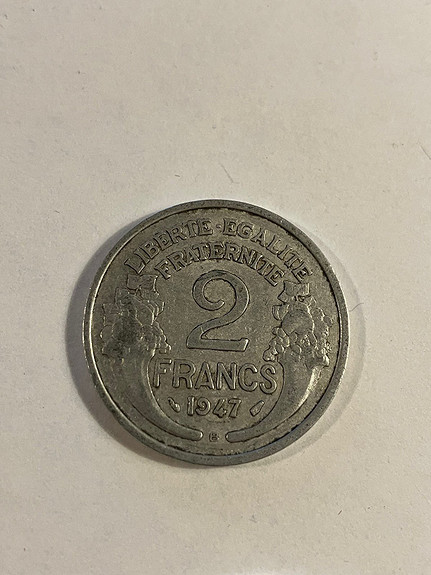 LIBERTE·EGALITE
FRATERNITE
2
FRANCS
1947
B